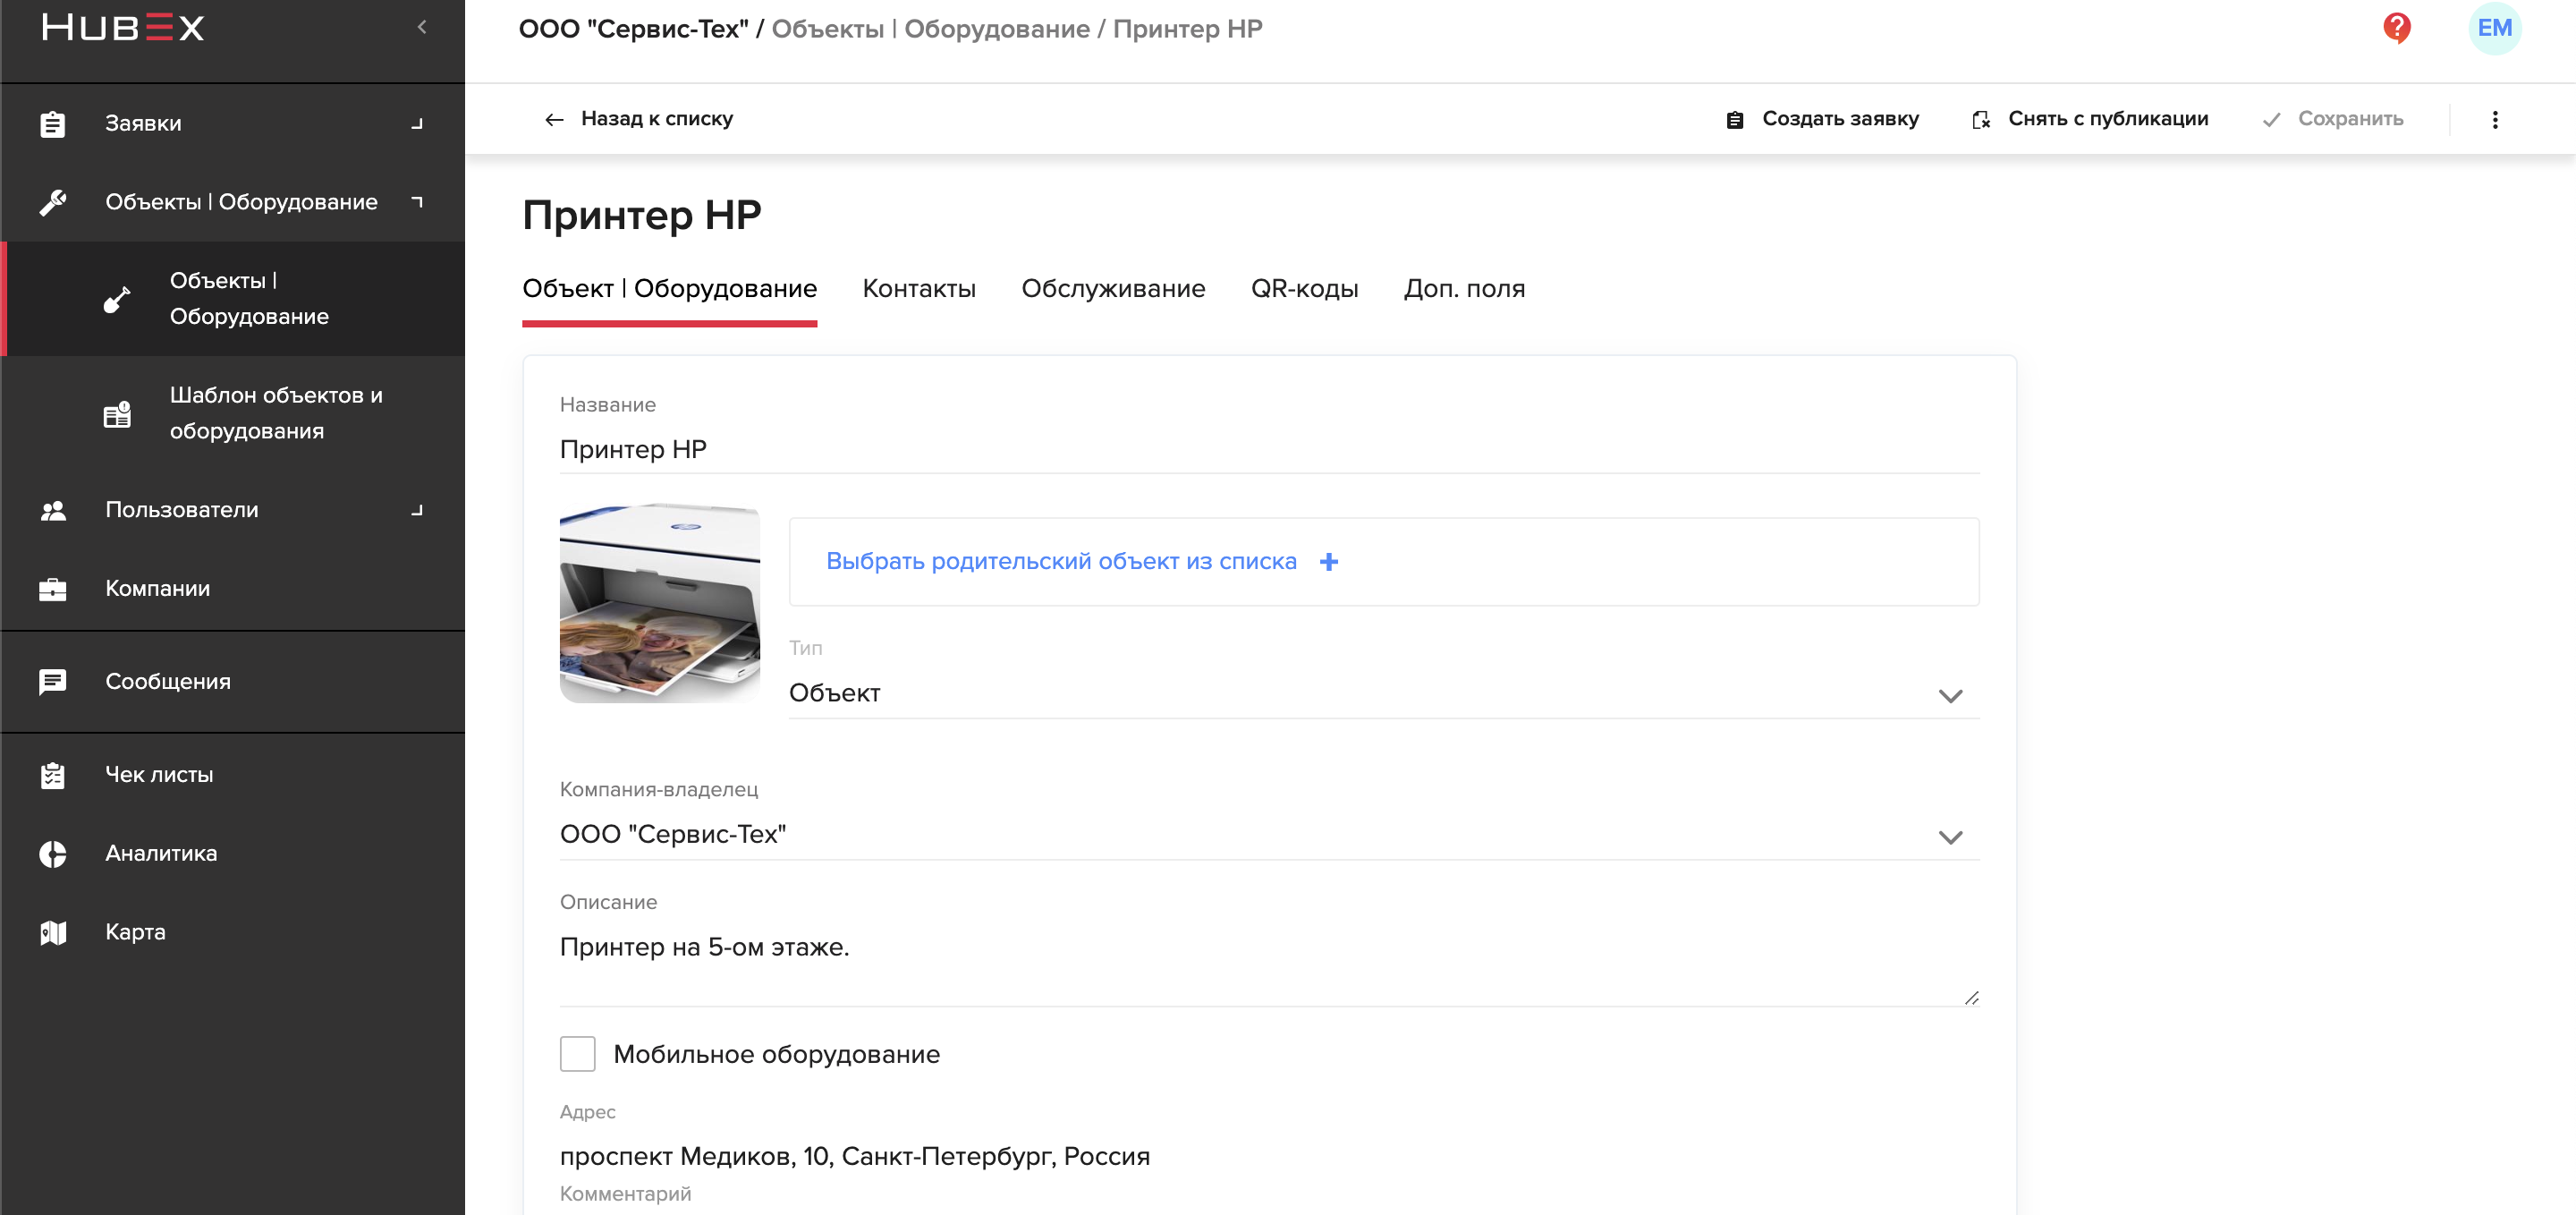 HUBEX
ООО "Сервис-Тех" / Объекты | Оборудование / Принтер HP
?
EM
Заявки
Объекты | Оборудование
Объекты |
Оборудование
Шаблон объектов и
оборудования
Пользователи
Компании
Сообщения
Чек листы
Аналитика
Карта
Назад к списку
Создать заявку
Снять с публикации
Сохранить
Принтер HP
Объект | Оборудование
Контакты
Обслуживание
QR-коды
Доп. поля
Название
Принтер HP
Выбрать родительский объект из списка +
Тип
Объект
Компания-владелец
ООО "Сервис-Тех"
Описание
Принтер на 5-ом этаже.
Мобильное оборудование
Адрес
проспект Медиков, 10, Санкт-Петербург, Россия
Комментарий